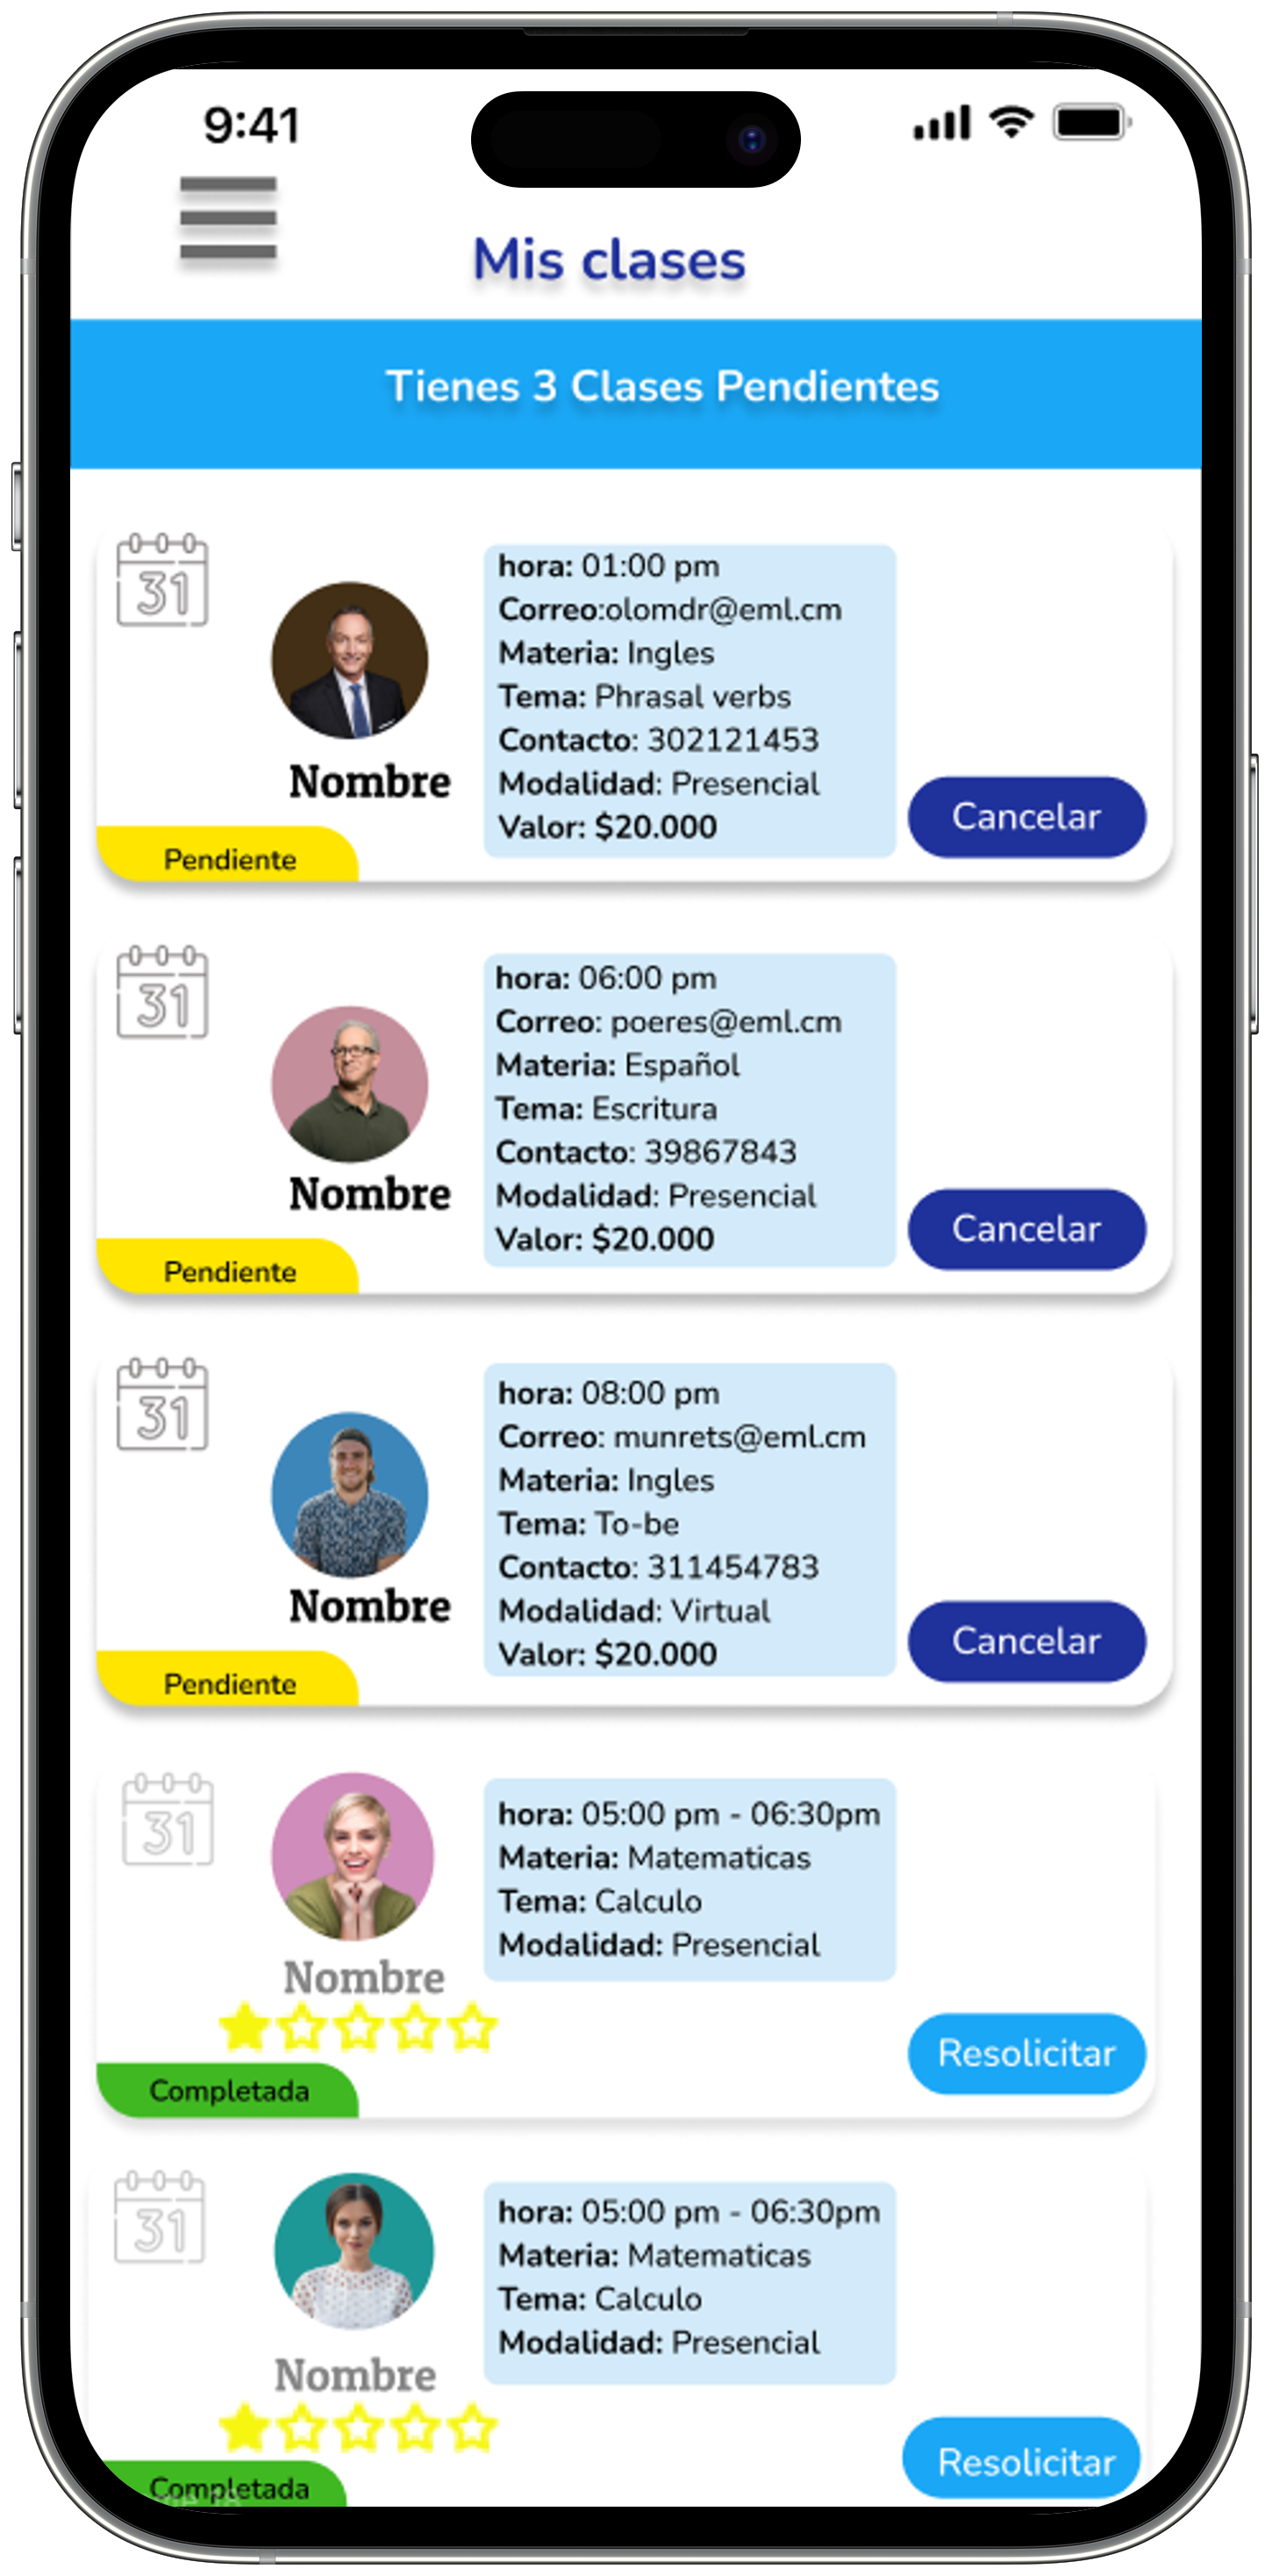 9:41
Mis clases
Tienes 3 Clases Pendientes
31
hora: 01:00 pm
Correo:olomdr@eml.cm
Materia: Ingles
Tema: Phrasal verbs
Contacto: 302121453
Modalidad: Presencial
Valor: $20.000
Nombre
Cancelar
Pendiente
31
hora: 06:00 pm
Correo: poeres@eml.cm
Materia: Español
Tema: Escritura
Contacto: 39867843
Modalidad: Presencial
Valor: $20.000
Nombre
Cancelar
Pendiente
31
hora: 08:00 pm
Correo: munrets@eml.cm
Materia: Ingles
Tema: To-be
Contacto: 311454783
Modalidad: Virtual
Valor: $20.000
Nombre
Cancelar
Pendiente
31
hora: 05:00 pm - 06:30pm
Materia: Matematicas
Tema: Calculo
Modalidad: Presencial
Nombre
Resolicitar
Completada
31
hora: 05:00 pm - 06:30pm
Materia: Matematicas
Tema: Calculo
Modalidad: Presencial
Nombre
Resolicitar
Completada